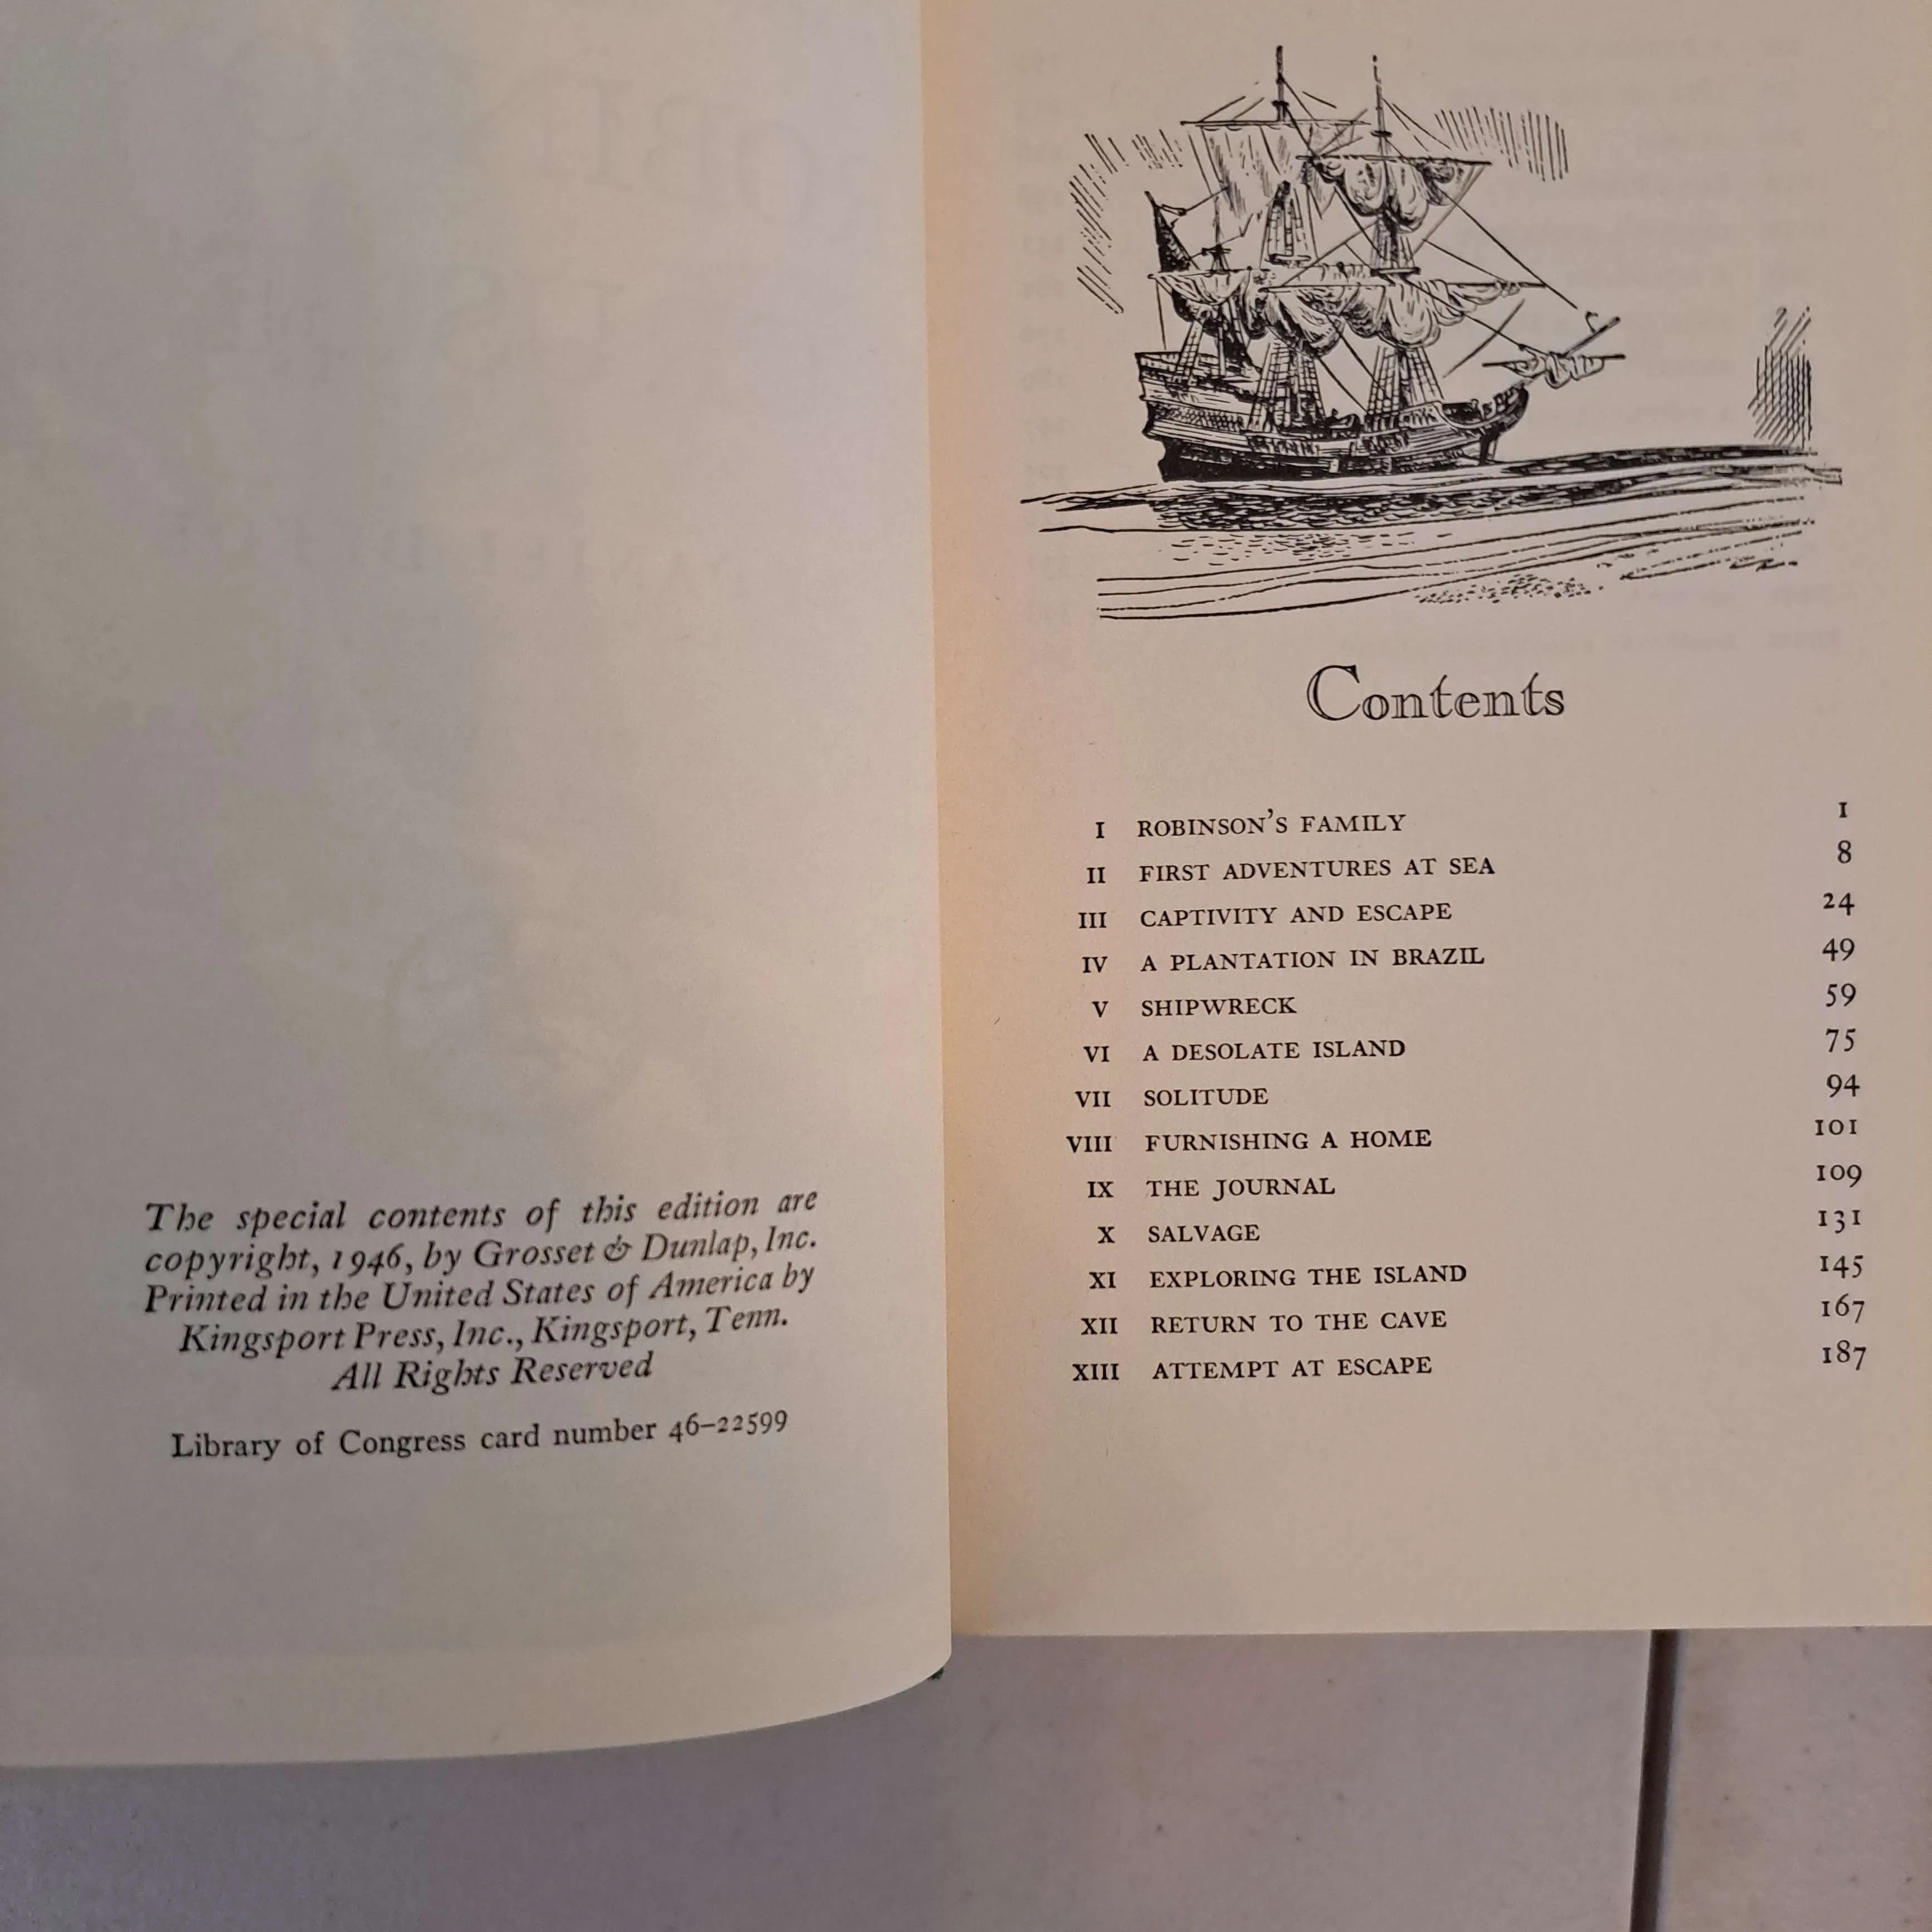 The special contents of this edition are
copyright, 1946, by Grosset & Dunlap, Inc.
Printed in the United States of America by
Kingsport Press, Inc., Kingsport, Tenn.
All Rights Reserved
Library of Congress card number 46–22599
Contents
I ROBINSON'S FAMILY 1
II FIRST ADVENTURES AT SEA 8
III CAPTIVITY AND ESCAPE 24
IV A PLANTATION IN BRAZIL 49
V SHIPWRECK 59
VI A DESOLATE ISLAND 75
VII SOLITUDE 94
VIII FURNISHING A HOME 101
IX THE JOURNAL 109
X SALVAGE 131
XI EXPLORING THE ISLAND 145
XII RETURN TO THE CAVE 167
XIII ATTEMPT AT ESCAPE 187